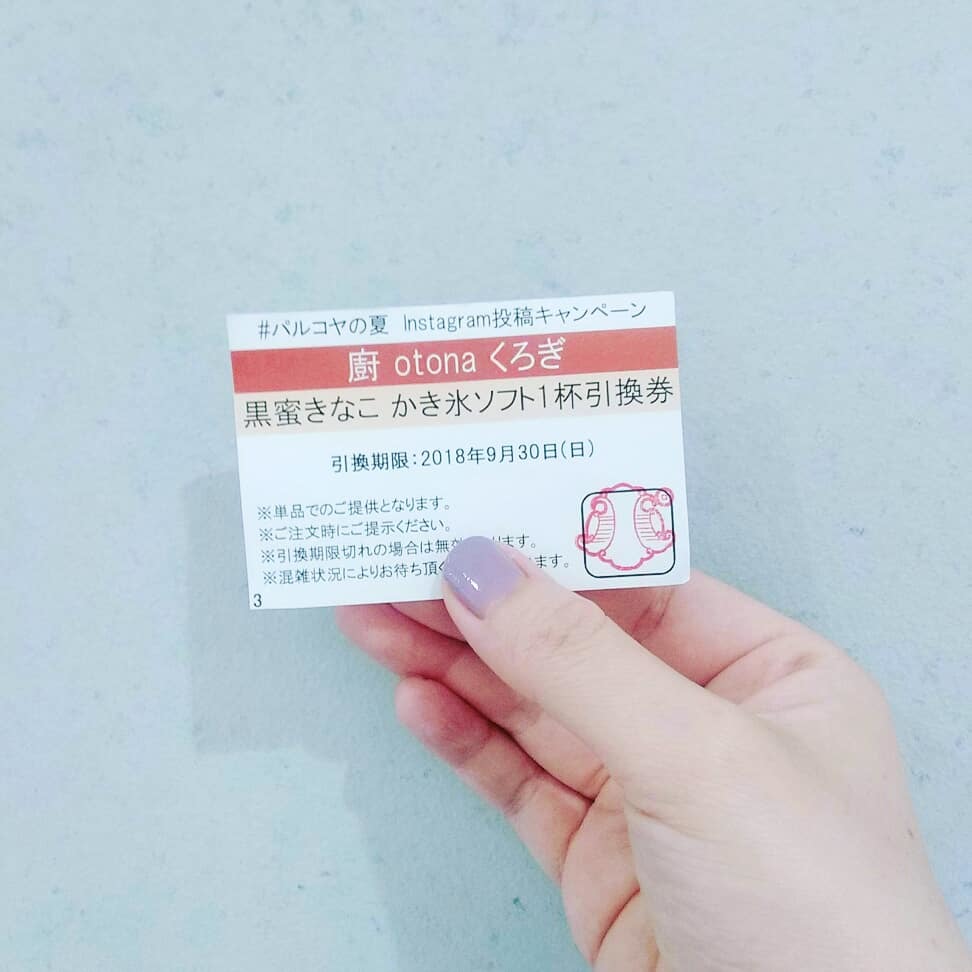 #パルコヤの夏 Instagram投稿キャンペーン
廚 otona くろぎ
黒蜜きなこ かき氷ソフト1杯引換券
引換期限:2018年9月30日(日)
※単品でのご提供となります。
※ご注文時にご提示ください。
※引換期限切れの場合は無効 ります。
※混雑状況によりお待ち頂く ます。
3